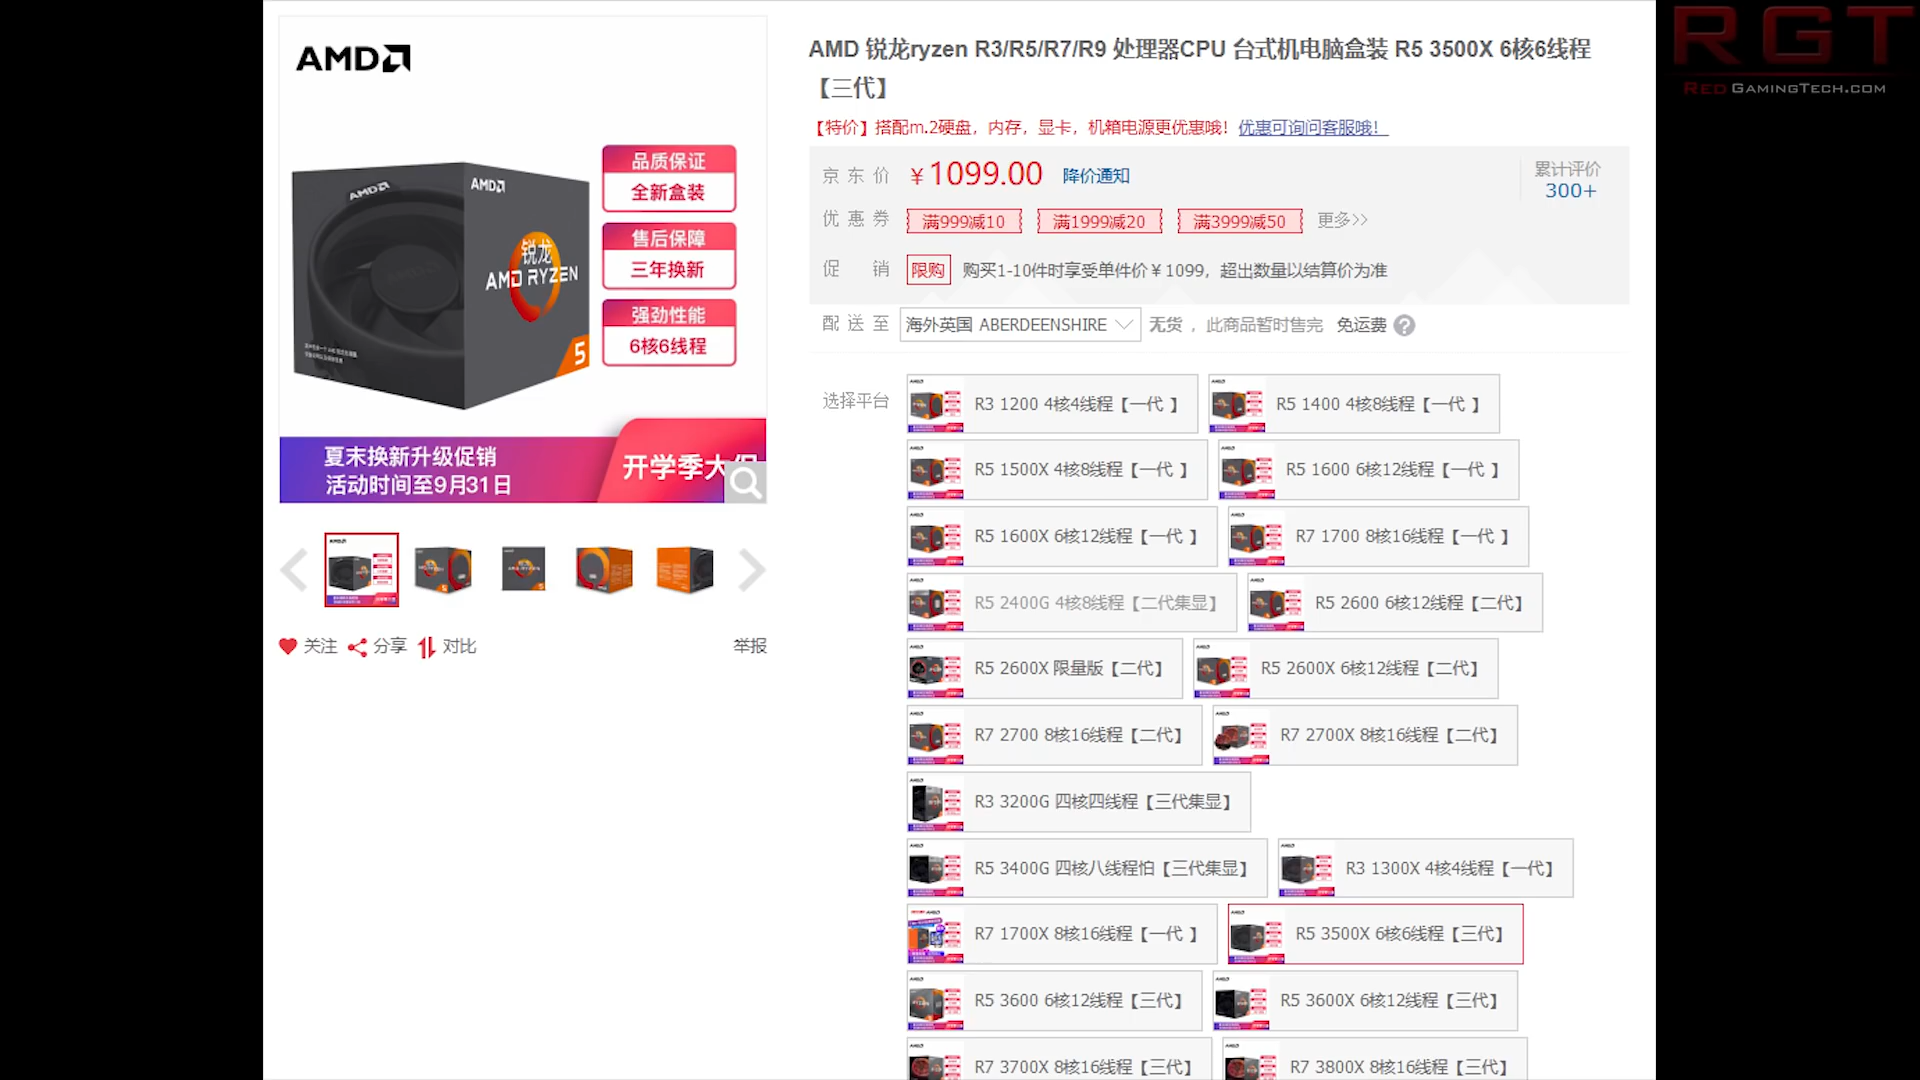 RGT
RedGamingTech.com
AMD
品质保证
全新盒装
售后保障
三年换新
强劲性能
6核6线程
AMD
AMD
锐龙
AMD RYZEN
5
夏末换新升级促销
活动时间至9月31日
开学季大促
关注 分享 对比 举报
AMD 锐龙ryzen R3/R5/R7/R9 处理器CPU 台式机电脑盒装 R5 3500X 6核6线程
【三代】
【特价】搭配m.2硬盘，内存，显卡，机箱电源更优惠哦！优惠可询问客服哦！
京东价 ￥1099.00 降价通知
累计评价
300+
优惠券 满999减10 满1999减20 满3999减50 更多>>
促销 限购 购买1-10件时享受单件价￥1099，超出数量以结算价为准
配送至 海外英国 ABERDEENSHIRE 无货，此商品暂时售完 免运费 ?
选择平台
R3 1200 4核4线程【一代 】 R5 1400 4核8线程【一代 】
R5 1500X 4核8线程【一代 】 R5 1600 6核12线程【一代 】
R5 1600X 6核12线程【一代 】 R7 1700 8核16线程【一代 】
R5 2400G 4核8线程【二代集显】 R5 2600 6核12线程【二代】
R5 2600X 限量版【二代】 R5 2600X 6核12线程【二代】
R7 2700 8核16线程【二代】 R7 2700X 8核16线程【二代】
R3 3200G 四核四线程【三代集显】
R5 3400G 四核八线程怕【三代集显】 R3 1300X 4核4线程【一代】
R7 1700X 8核16线程【一代 】 R5 3500X 6核6线程【三代】
R5 3600 6核12线程【三代】 R5 3600X 6核12线程【三代】
R7 3700X 8核16线程【三代】 R7 3800X 8核16线程【三代】